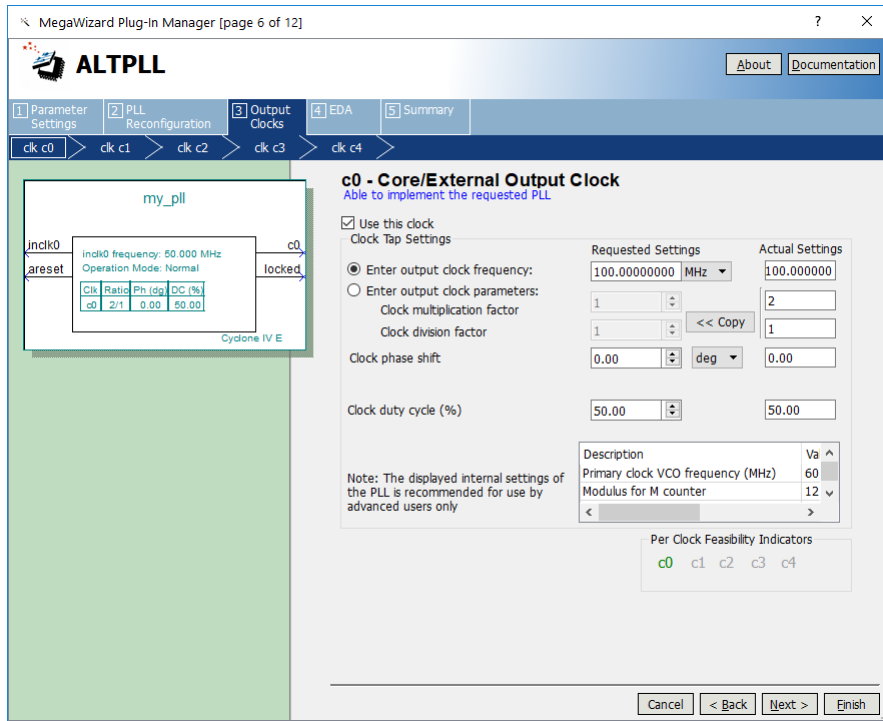 MegaWizard Plug-In Manager [page 6 of 12]
? ×
ALTPLL
About Documentation
1 Parameter Settings
2 PLL Reconfiguration
3 Output Clocks
4 EDA
5 Summary
clk c0 clk c1 clk c2 clk c3 clk c4
my_pll
inclk0
areset
inclk0 frequency: 50.000 MHz
Operation Mode: Normal
Clk Ratio Ph (dg) DC (%)
c0 2/1 0.00 50.00
c0
locked
Cyclone IV E
c0 - Core/External Output Clock
Able to implement the requested PLL
Use this clock
Clock Tap Settings
Requested Settings Actual Settings
Enter output clock frequency: 100.00000000 MHz 100.000000
Enter output clock parameters:
Clock multiplication factor 1 2
<< Copy
Clock division factor 1 1
Clock phase shift 0.00 deg 0.00
Clock duty cycle (%) 50.00 50.00
Note: The displayed internal settings of
the PLL is recommended for use by
advanced users only
Description Va
Primary clock VCO frequency (MHz) 60
Modulus for M counter 12
Per Clock Feasibility Indicators
c0 c1 c2 c3 c4
Cancel < Back Next > Finish